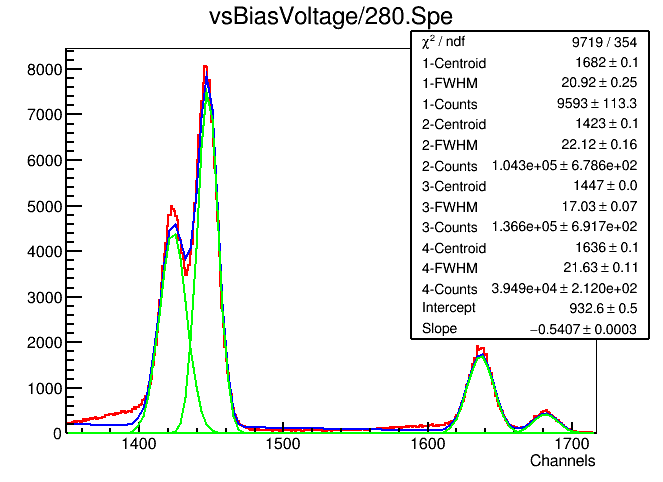 vsBiasVoltage/280.Spe
χ² / ndf 9719 / 354
1-Centroid 1682 ± 0.1
1-FWHM 20.92 ± 0.25
1-Counts 9593 ± 113.3
2-Centroid 1423 ± 0.1
2-FWHM 22.12 ± 0.16
2-Counts 1.043e+05 ± 6.786e+02
3-Centroid 1447 ± 0.0
3-FWHM 17.03 ± 0.07
3-Counts 1.366e+05 ± 6.917e+02
4-Centroid 1636 ± 0.1
4-FWHM 21.63 ± 0.11
4-Counts 3.949e+04 ± 2.120e+02
Intercept 932.6 ± 0.5
Slope −0.5407 ± 0.0003
8000
7000
6000
5000
4000
3000
2000
1000
0
1400 1500 1600 1700
Channels